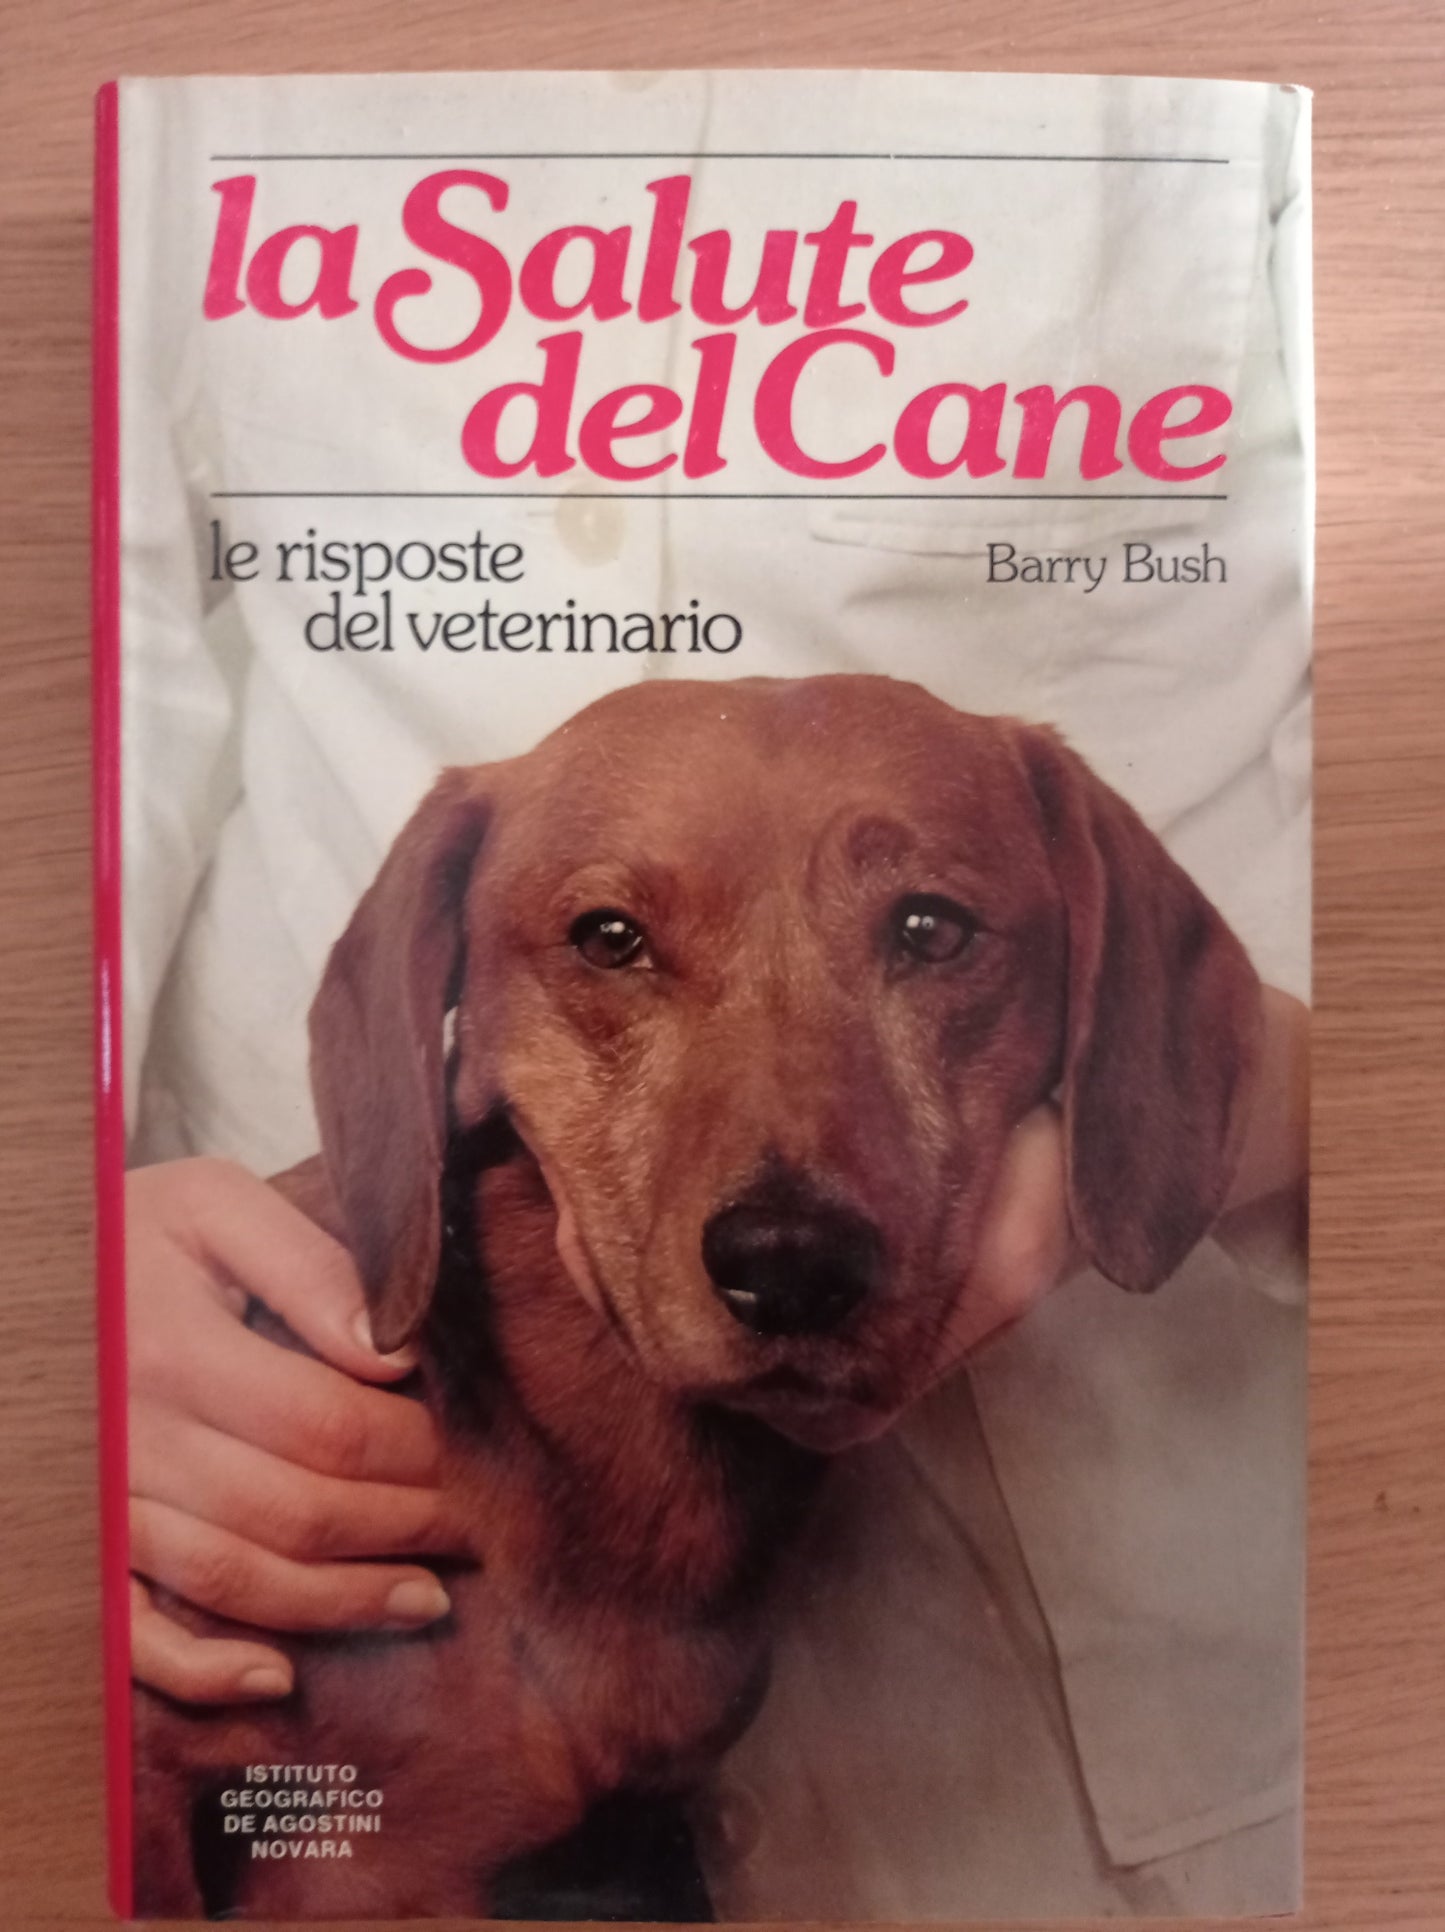 la Salute
del Cane
le risposte
del veterinario
Barry Bush
ISTITUTO
GEOGRAFICO
DE AGOSTINI
NOVARA